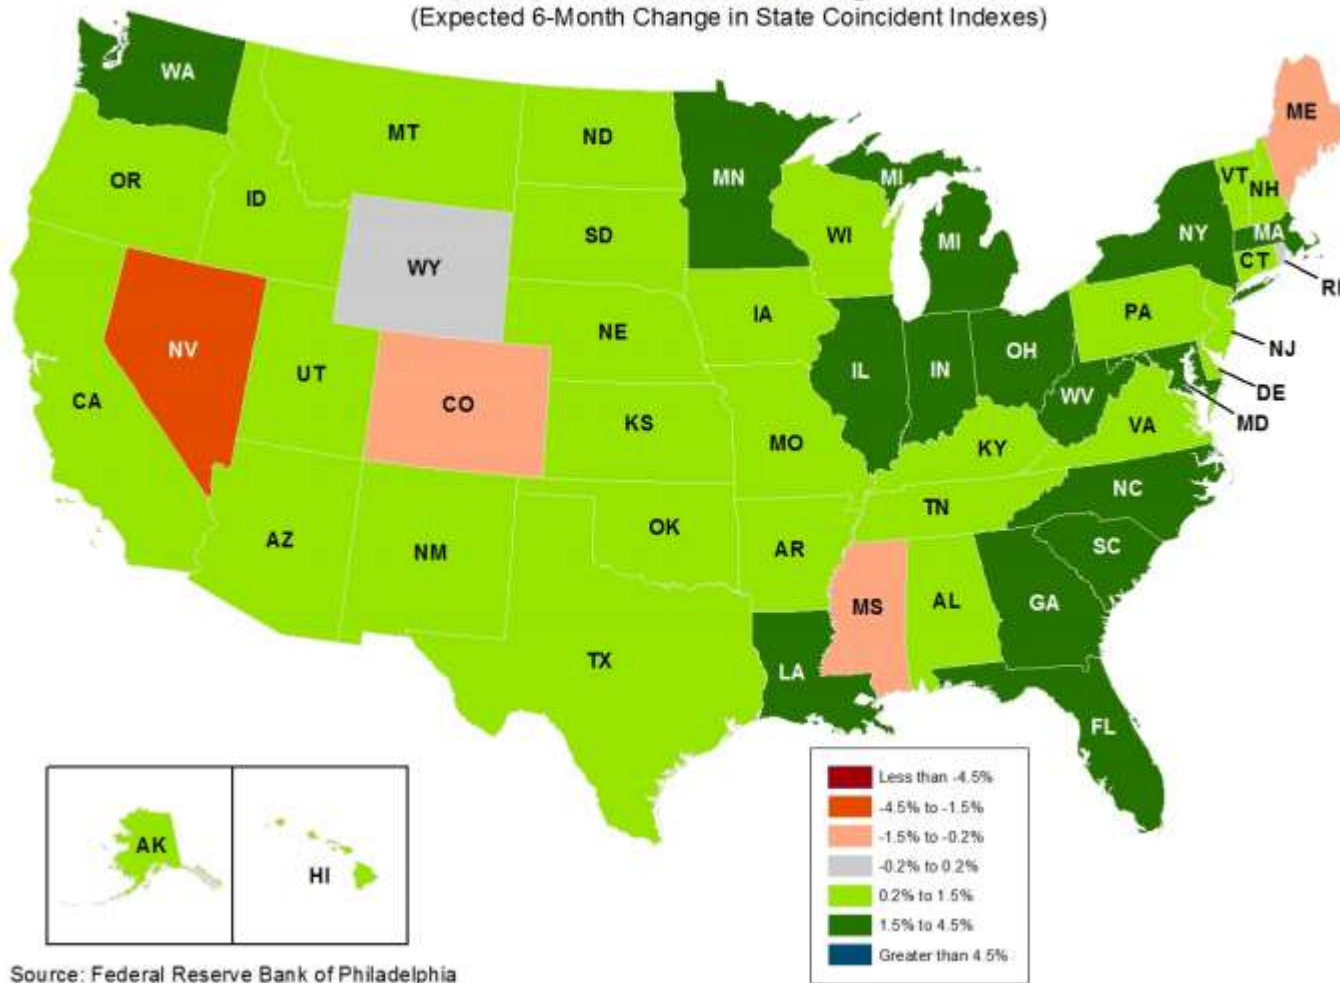 (Expected 6-Month Change in State Coincident Indexes)
WA
MT
ND
MN
MI
ME
OR
ID
SD
WI
MI
NY
VT
NH
MA
CT
RI
WY
IA
PA
NJ
NV
UT
NE
IL
IN
OH
WV
DE
MD
CA
CO
KS
MO
KY
VA
AZ
NM
OK
AR
TN
NC
SC
MS
AL
GA
TX
LA
FL
AK
HI
Less than -4.5%
-4.5% to -1.5%
-1.5% to -0.2%
-0.2% to 0.2%
0.2% to 1.5%
1.5% to 4.5%
Greater than 4.5%
Source: Federal Reserve Bank of Philadelphia